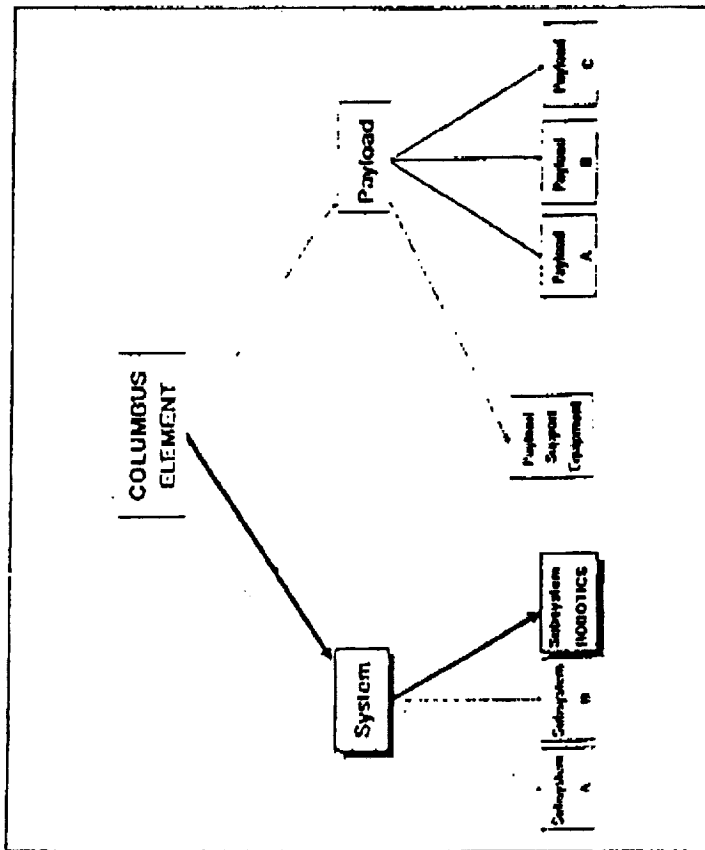 COLUMBUS
ELEMENT
System
Payload
Subsystem
A
Subsystem
B
Subsystem
ROBOTICS
Payload
Support
Equipment
Payload
A
Payload
B
Payload
C